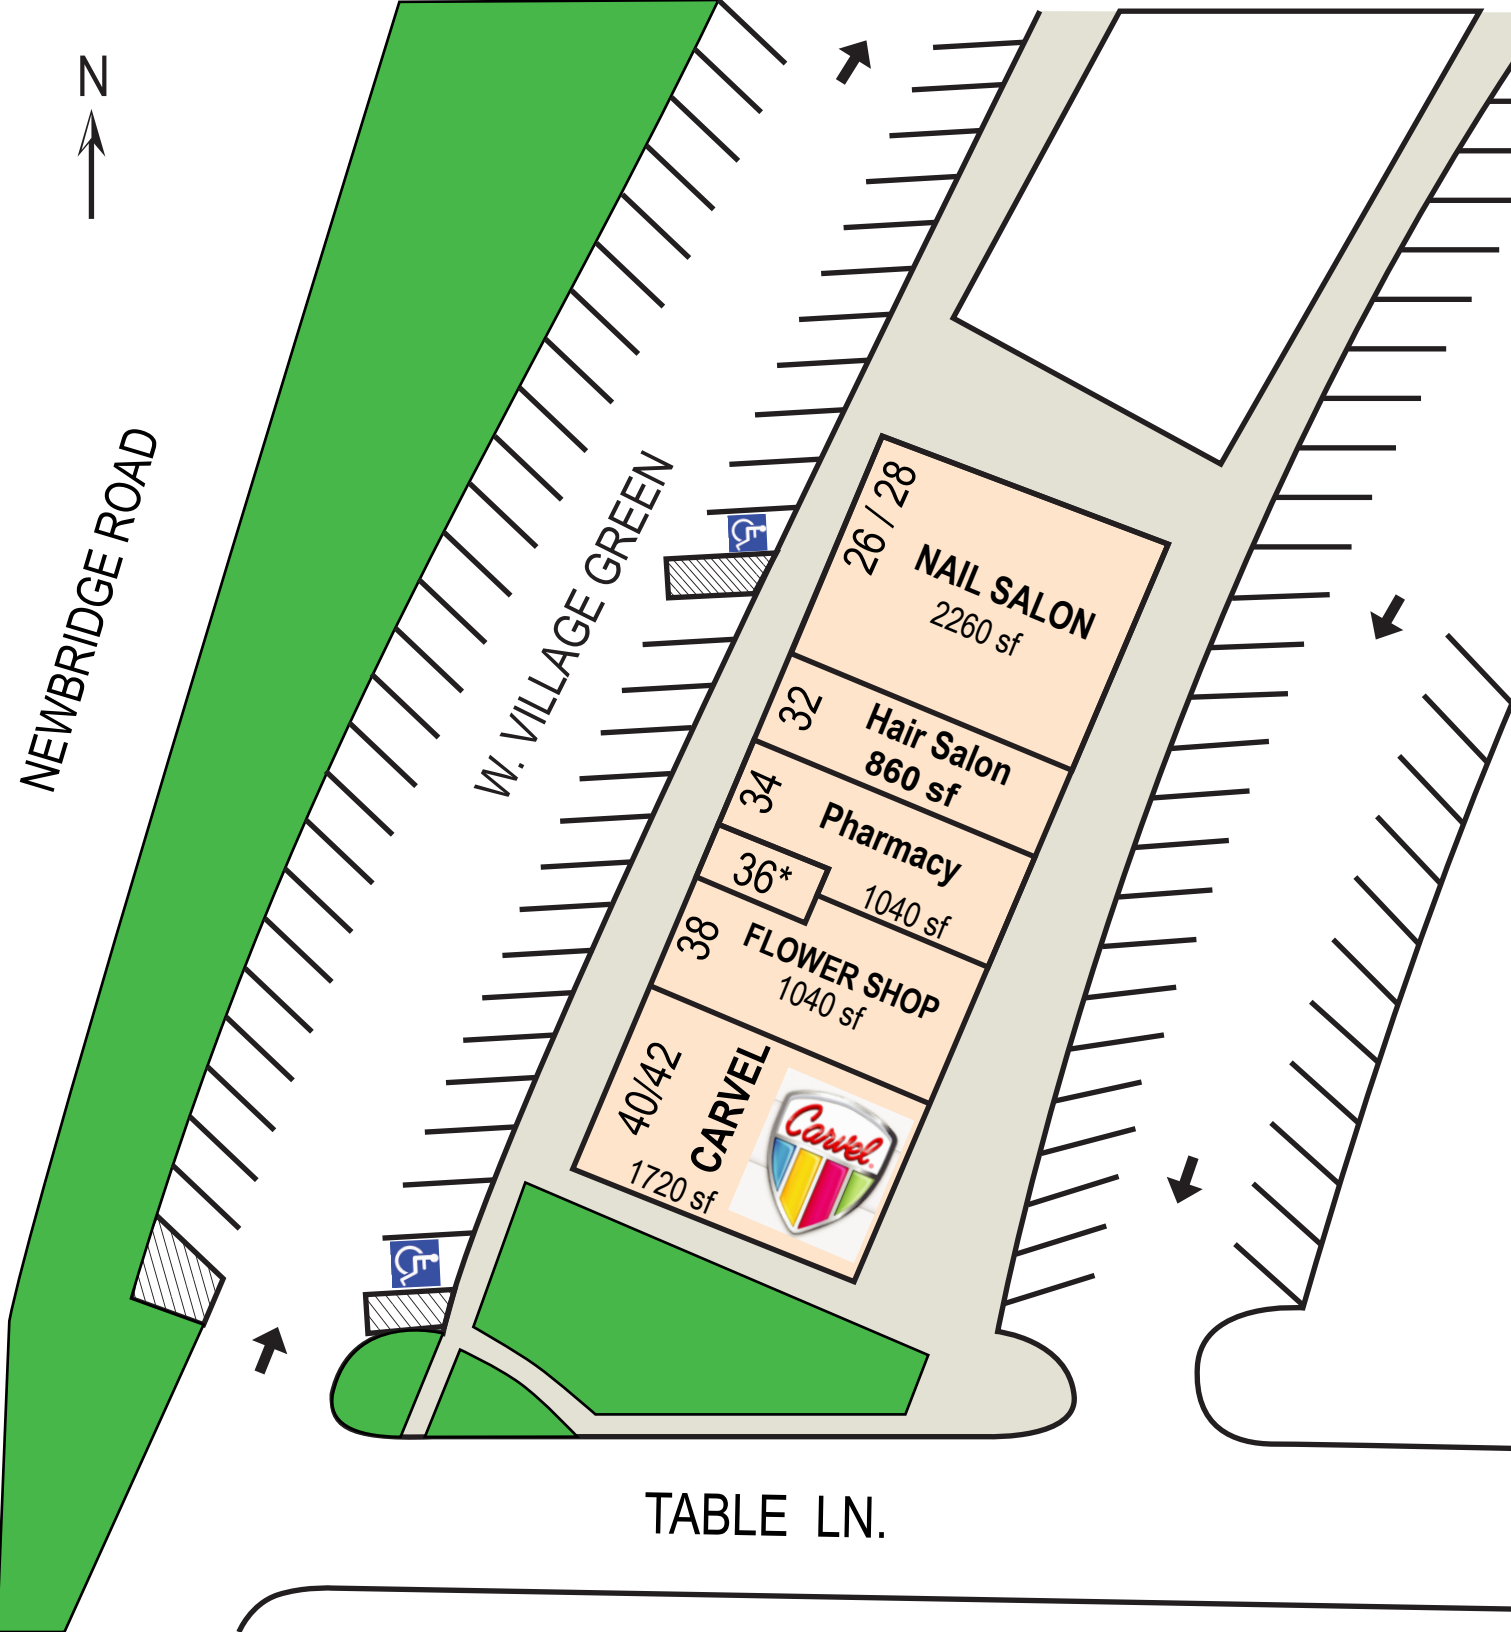 N
NEWBRIDGE ROAD
W. VILLAGE GREEN
26 / 28
NAIL SALON
2260 sf
32
Hair Salon
860 sf
34
Pharmacy
1040 sf
36*
38
FLOWER SHOP
1040 sf
40/42
CARVEL
1720 sf
Carvel
TABLE LN.